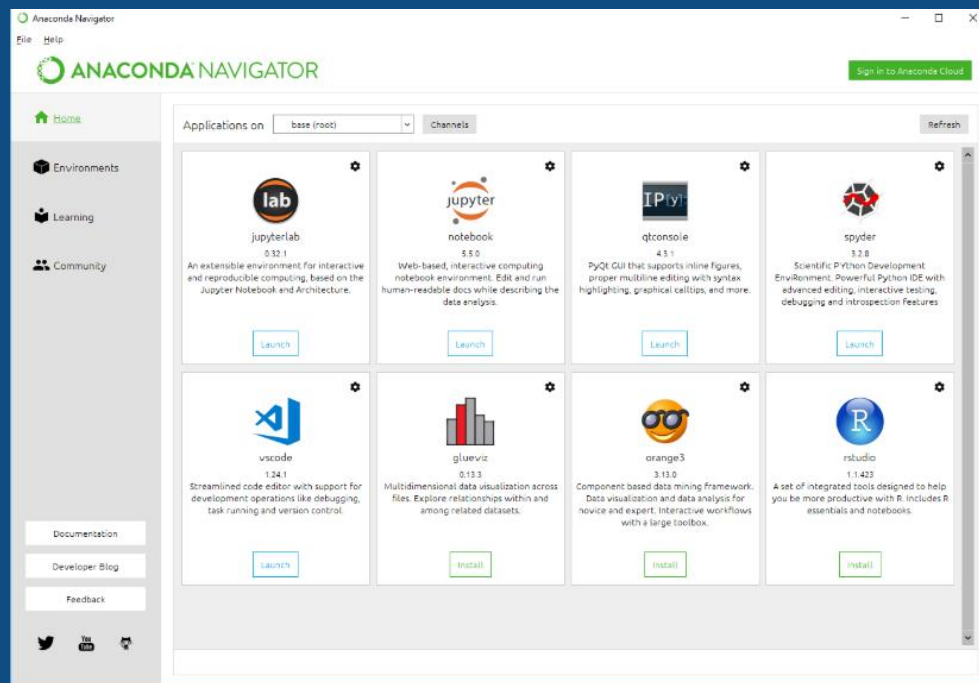 Anaconda Navigator
File Help
ANACONDA NAVIGATOR
Sign in to Anaconda Cloud
Home
Environments
Learning
Community
Documentation
Developer Blog
Feedback
You
Tube
Applications on base (root) Channels Refresh
lab
jupyterlab
0.32.1
An extensible environment for interactive
and reproducible computing, based on the
Jupyter Notebook and Architecture.
Launch
jupyter
notebook
5.5.0
Web-based, interactive computing
notebook environment. Edit and run
human-readable docs while describing the
data analysis.
Launch
IP[y]:
qtconsole
4.3.1
PyQt GUI that supports inline figures,
proper multiline editing with syntax
highlighting, graphical calltips, and more.
Launch
spyder
3.2.8
Scientific PYthon Development
EnviRonment. Powerful Python IDE with
advanced editing, interactive testing,
debugging and introspection features
Launch
vscode
1.24.1
Streamlined code editor with support for
development operations like debugging,
task running and version control.
Launch
glueviz
0.13.3
Multidimensional data visualization across
files. Explore relationships within and
among related datasets.
Install
orange3
3.13.0
Component based data mining framework.
Data visualization and data analysis for
novice and expert. Interactive workflows
with a large toolbox.
Install
R
rstudio
1.1.423
A set of integrated tools designed to help
you be more productive with R. Includes R
essentials and notebooks.
Install